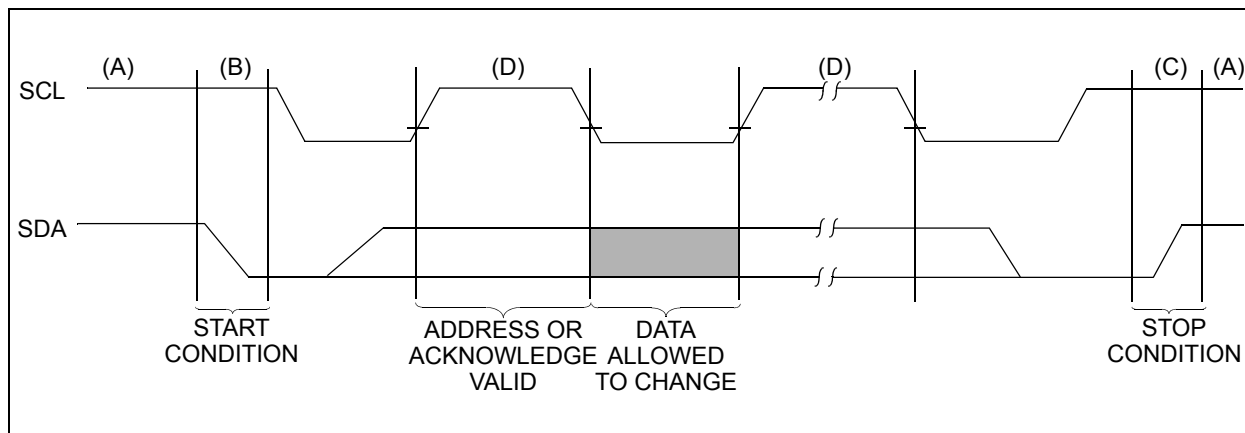 (A) (B) (D) (D) (C) (A)
SCL
SDA
START
CONDITION
ADDRESS OR
ACKNOWLEDGE
VALID
DATA
ALLOWED
TO CHANGE
STOP
CONDITION